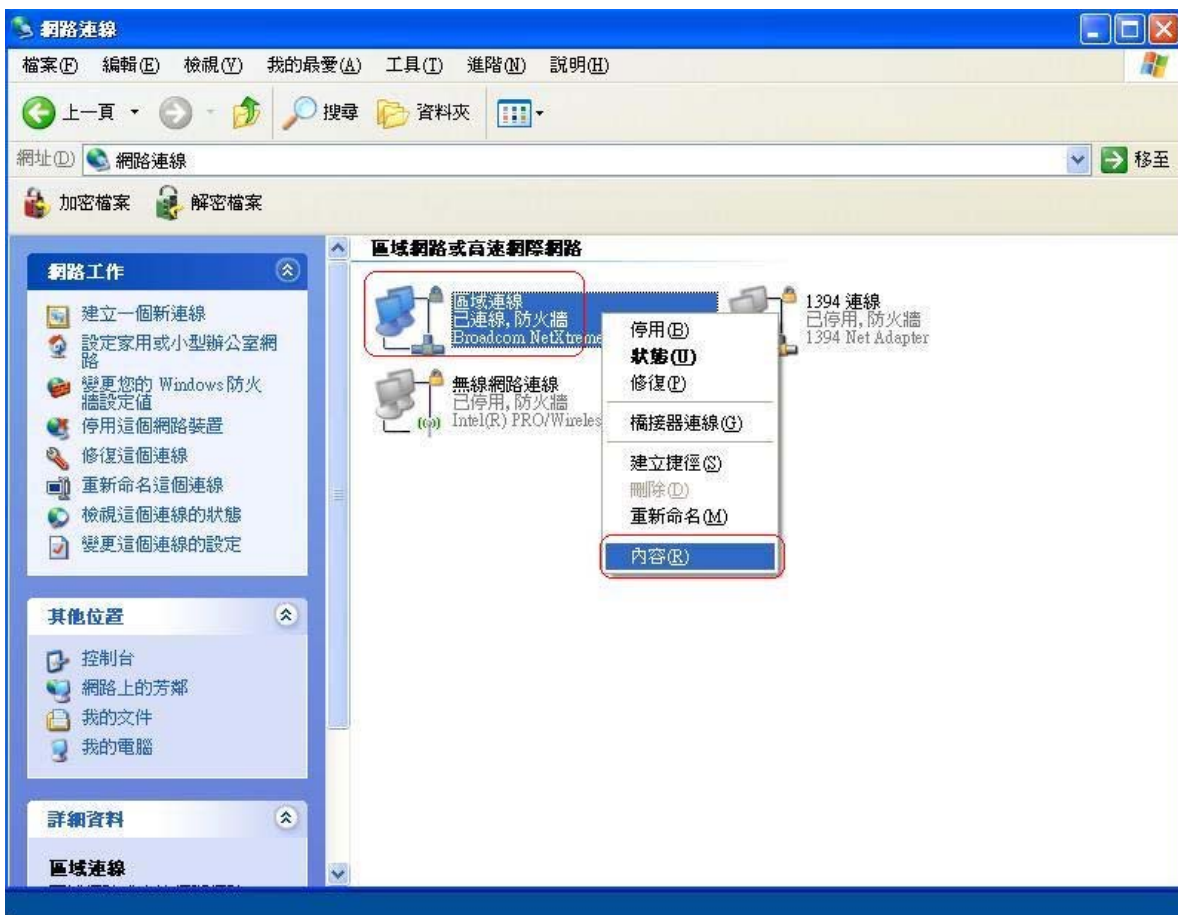 網路連線
檔案(F) 編輯(E) 檢視(V) 我的最愛(A) 工具(T) 進階(N) 說明(H)
上一頁 搜尋 資料夾
網址(D) 網路連線 移至
加密檔案 解密檔案
網路工作
建立一個新連線
設定家用或小型辦公室網
路
變更您的 Windows 防火
牆設定值
停用這個網路裝置
修復這個連線
重新命名這個連線
檢視這個連線的狀態
變更這個連線的設定
其他位置
控制台
網路上的芳鄰
我的文件
我的電腦
詳細資料
區域連線
區域網路或高速網際網路
區域連線
已連線, 防火牆
Broadcom NetXtreme
1394 連線
已停用, 防火牆
1394 Net Adapter
無線網路連線
已停用, 防火牆
Intel(R) PRO/Wireles
停用(B)
狀態(U)
修復(P)
橋接器連線(G)
建立捷徑(S)
刪除(D)
重新命名(M)
內容(R)